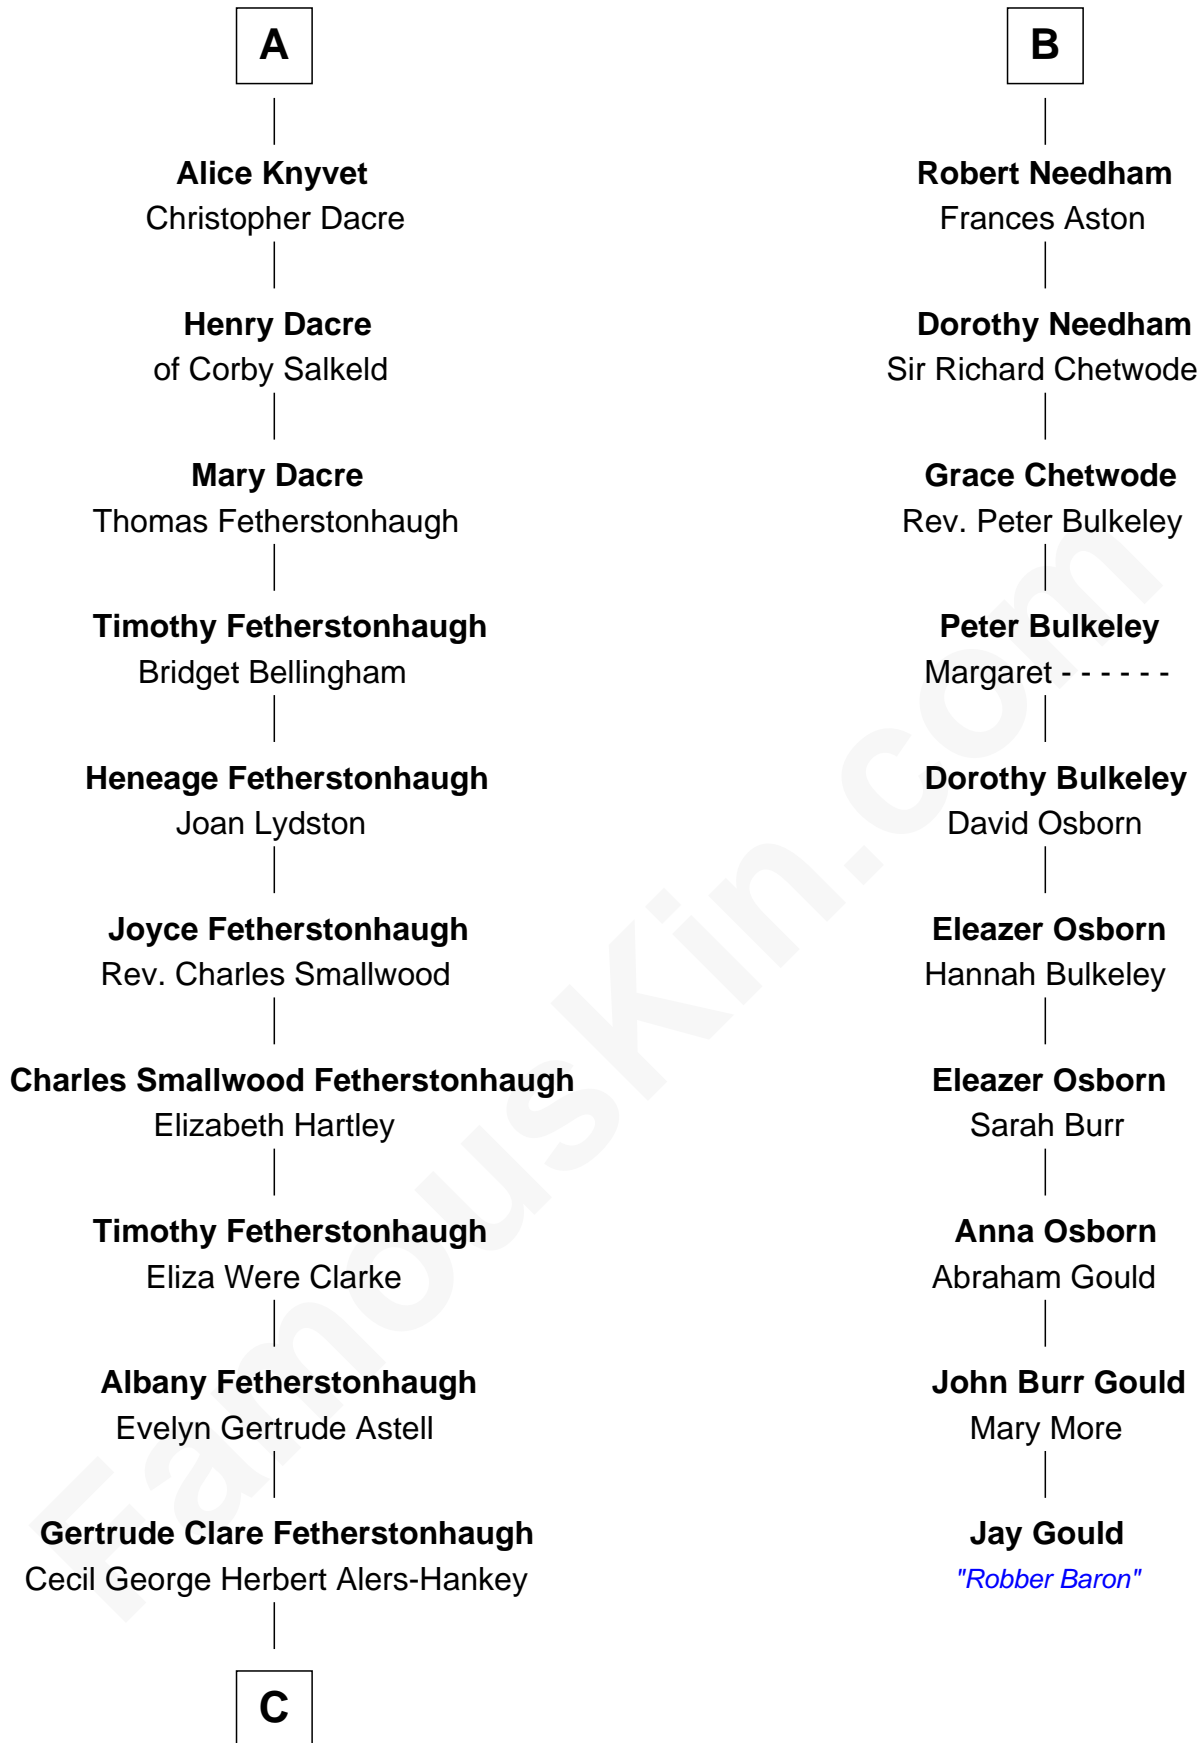 A
Alice Knyvet
Christopher Dacre
Henry Dacre
of Corby Salkeld
Mary Dacre
Thomas Fetherstonhaugh
Timothy Fetherstonhaugh
Bridget Bellingham
Heneage Fetherstonhaugh
Joan Lydston
Joyce Fetherstonhaugh
Rev. Charles Smallwood
Charles Smallwood Fetherstonhaugh
Elizabeth Hartley
Timothy Fetherstonhaugh
Eliza Were Clarke
Albany Fetherstonhaugh
Evelyn Gertrude Astell
Gertrude Clare Fetherstonhaugh
Cecil George Herbert Alers-Hankey
C
B
Robert Needham
Frances Aston
Dorothy Needham
Sir Richard Chetwode
Grace Chetwode
Rev. Peter Bulkeley
Peter Bulkeley
Margaret - - - - - -
Dorothy Bulkeley
David Osborn
Eleazer Osborn
Hannah Bulkeley
Eleazer Osborn
Sarah Burr
Anna Osborn
Abraham Gould
John Burr Gould
Mary More
Jay Gould
"Robber Baron"
FamousKin.com